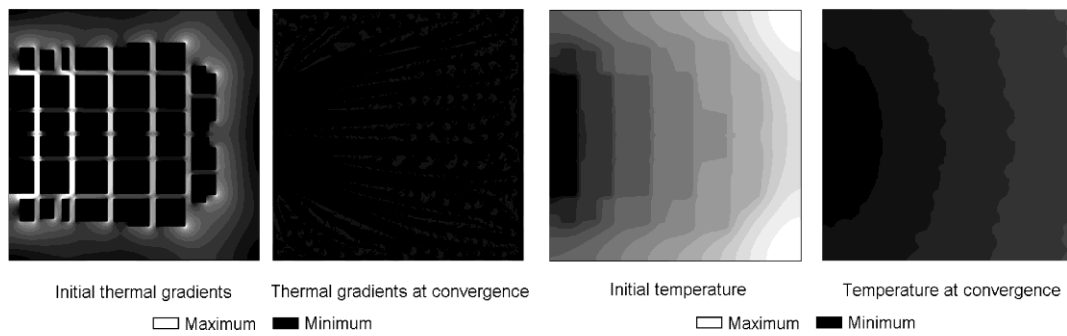 Initial thermal gradients
Thermal gradients at convergence
Initial temperature
Temperature at convergence
Maximum Minimum
Maximum Minimum